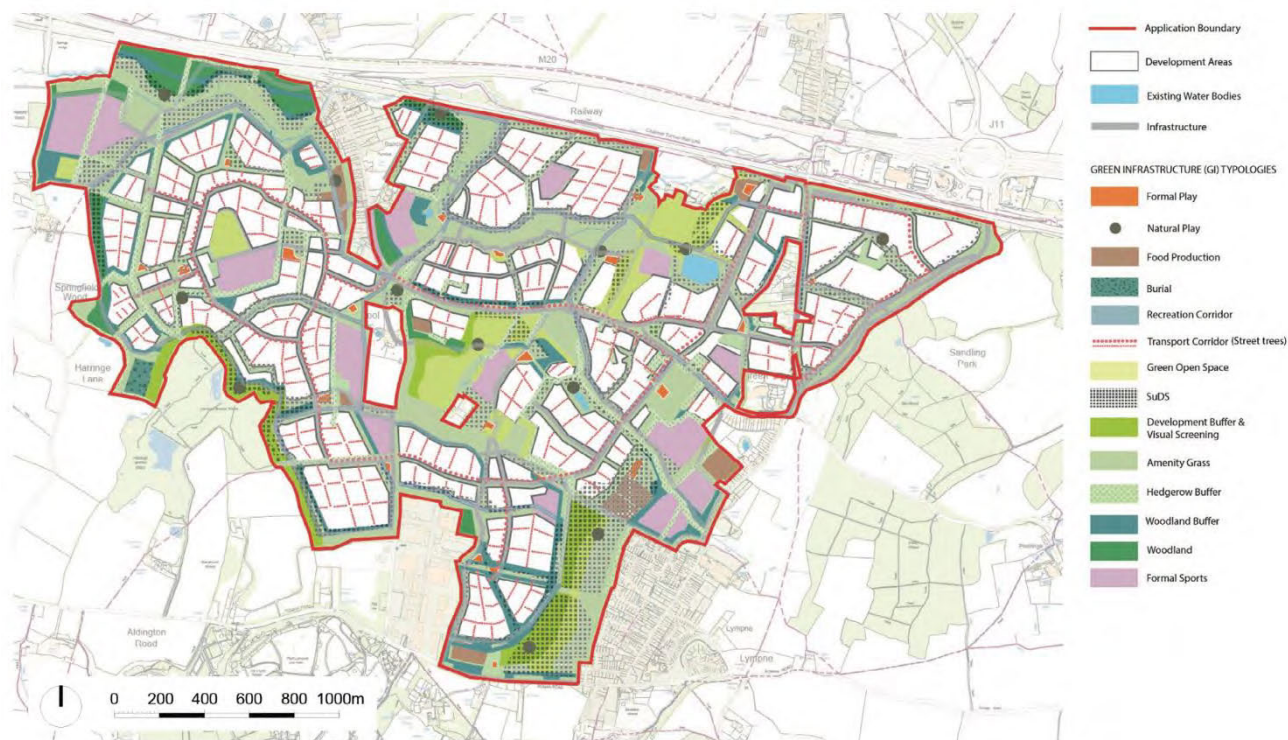 M20
Railway
J11
Springfield
Wood
Harringe
Lane
Sandling
Park
Aldington
Road
Lympne
Lympne
0 200 400 600 800 1000m
Application Boundary
Development Areas
Existing Water Bodies
Infrastructure
GREEN INFRASTRUCTURE (GI) TYPOLOGIES
Formal Play
Natural Play
Food Production
Burial
Recreation Corridor
Transport Corridor (Street trees)
Green Open Space
SuDS
Development Buffer &
Visual Screening
Amenity Grass
Hedgerow Buffer
Woodland Buffer
Woodland
Formal Sports